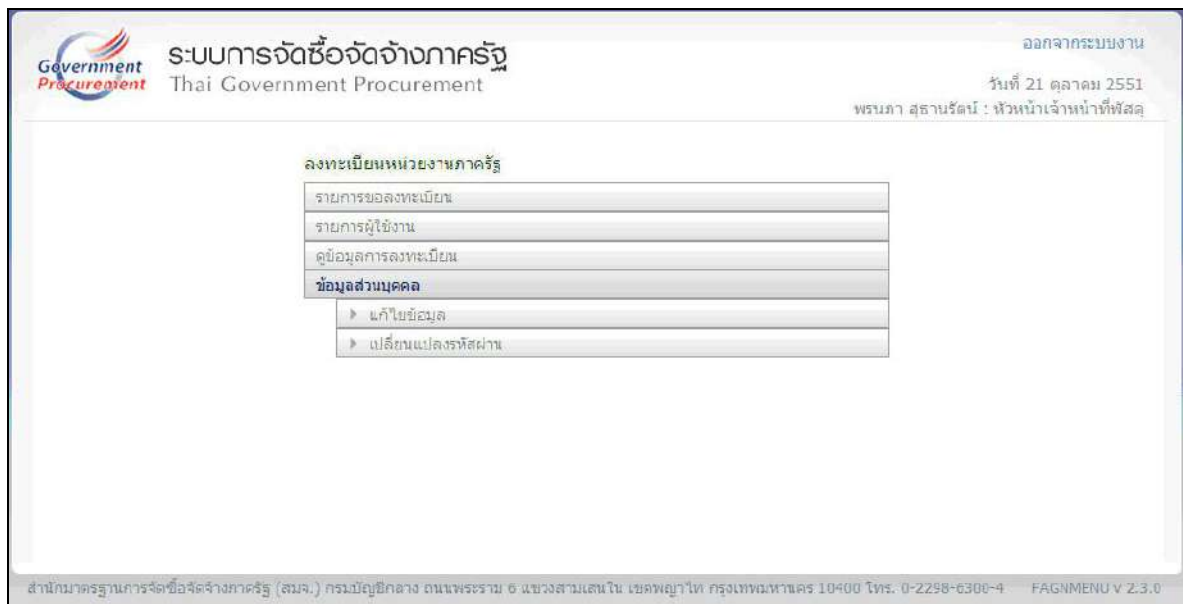 Government
Procurement
ระบบการจัดซื้อจัดจ้างภาครัฐ
Thai Government Procurement
ออกจากระบบงาน
วันที่ 21 ตุลาคม 2551
พรนภา สุธานรัตน์ : หัวหน้าเจ้าหน้าที่พัสดุ
ลงทะเบียนหน่วยงานภาครัฐ
รายการขอลงทะเบียน
รายการผู้ใช้งาน
ดูข้อมูลการลงทะเบียน
ข้อมูลส่วนบุคคล
แก้ไขข้อมูล
เปลี่ยนแปลงรหัสผ่าน
สำนักมาตรฐานการจัดซื้อจัดจ้างภาครัฐ (สมจ.) กรมบัญชีกลาง ถนนพระราม 6 แขวงสามเสนใน เขตพญาไท กรุงเทพมหานคร 10400 โทร. 0-2298-6300-4 FAGNMENU v 2.3.0